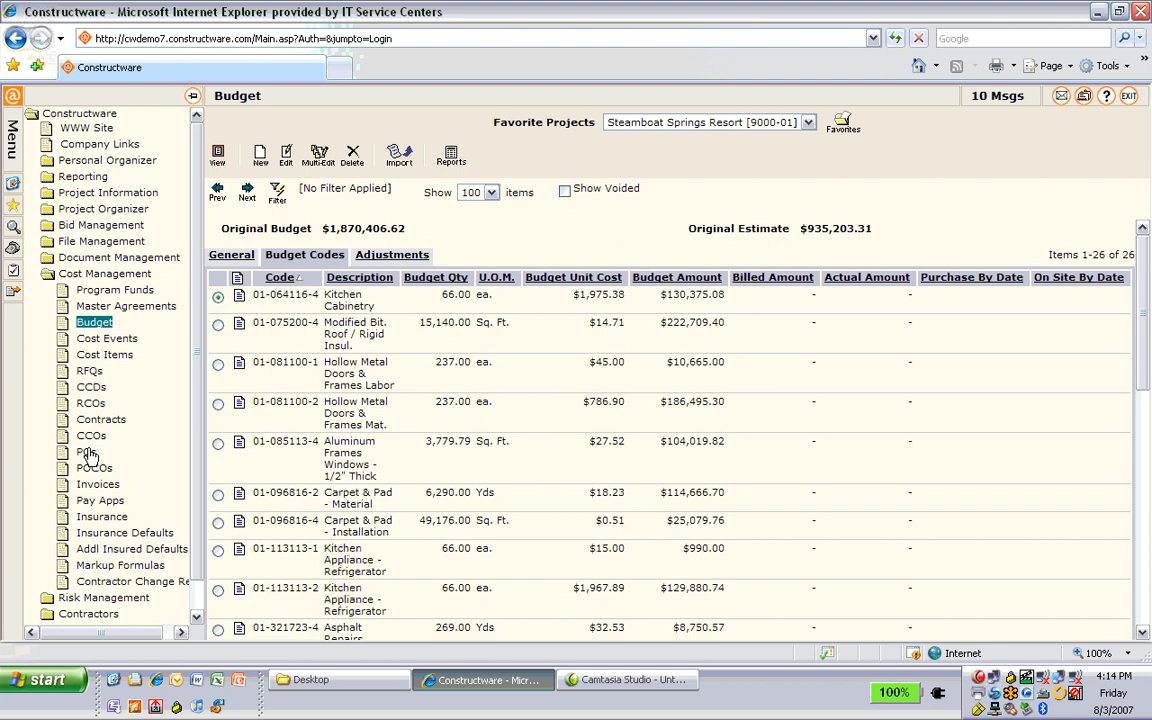 Constructware - Microsoft Internet Explorer provided by IT Service Centers
http://cwdemo7.constructware.com/Main.asp?Auth=&jumpto=Login
Google
Constructware
Page
Tools
Menu
Constructware
WWW Site
Company Links
Personal Organizer
Reporting
Project Information
Project Organizer
Bid Management
File Management
Document Management
Cost Management
Program Funds
Master Agreements
Budget
Cost Events
Cost Items
RFQs
CCDs
RCOs
Contracts
CCOs
POCOs
Invoices
Pay Apps
Insurance
Insurance Defaults
Addl Insured Defaults
Markup Formulas
Contractor Change Re
Risk Management
Contractors
Budget
10 Msgs
EXIT
Favorite Projects
Steamboat Springs Resort [9000-01]
Favorites
View New Edit Multi-Edit Delete Import Reports
Prev Next Filter [No Filter Applied] Show 100 items Show Voided
Original Budget $1,870,406.62 Original Estimate $935,203.31
General Budget Codes Adjustments Items 1-26 of 26
Code Description Budget Qty U.O.M. Budget Unit Cost Budget Amount Billed Amount Actual Amount Purchase By Date On Site By Date
01-064116-4 Kitchen 66.00 ea. $1,975.38 $130,375.08 - -
Cabinetry
01-075200-4 Modified Bit. 15,140.00 Sq. Ft. $14.71 $222,709.40 - -
Roof / Rigid
Insul.
01-081100-1 Hollow Metal 237.00 ea. $45.00 $10,665.00 - -
Doors &
Frames Labor
01-081100-2 Hollow Metal 237.00 ea. $786.90 $186,495.30 - -
Doors &
Frames Mat.
01-085113-4 Aluminum 3,779.79 Sq. Ft. $27.52 $104,019.82 - -
Frames
Windows -
1/2" Thick
01-096816-2 Carpet & Pad 6,290.00 Yds $18.23 $114,666.70 - -
- Material
01-096816-4 Carpet & Pad 49,176.00 Sq. Ft. $0.51 $25,079.76 - -
- Installation
01-113113-1 Kitchen 66.00 ea. $15.00 $990.00 - -
Appliance -
Refrigerator
01-113113-2 Kitchen 66.00 ea. $1,967.89 $129,880.74 - -
Appliance -
Refrigerator
01-321723-4 Asphalt 269.00 Yds $32.53 $8,750.57 - -
Repairs
Internet 100%
start
Desktop
Constructware - Micr...
Camtasia Studio - Unt...
100%
4:14 PM
Friday
8/3/2007